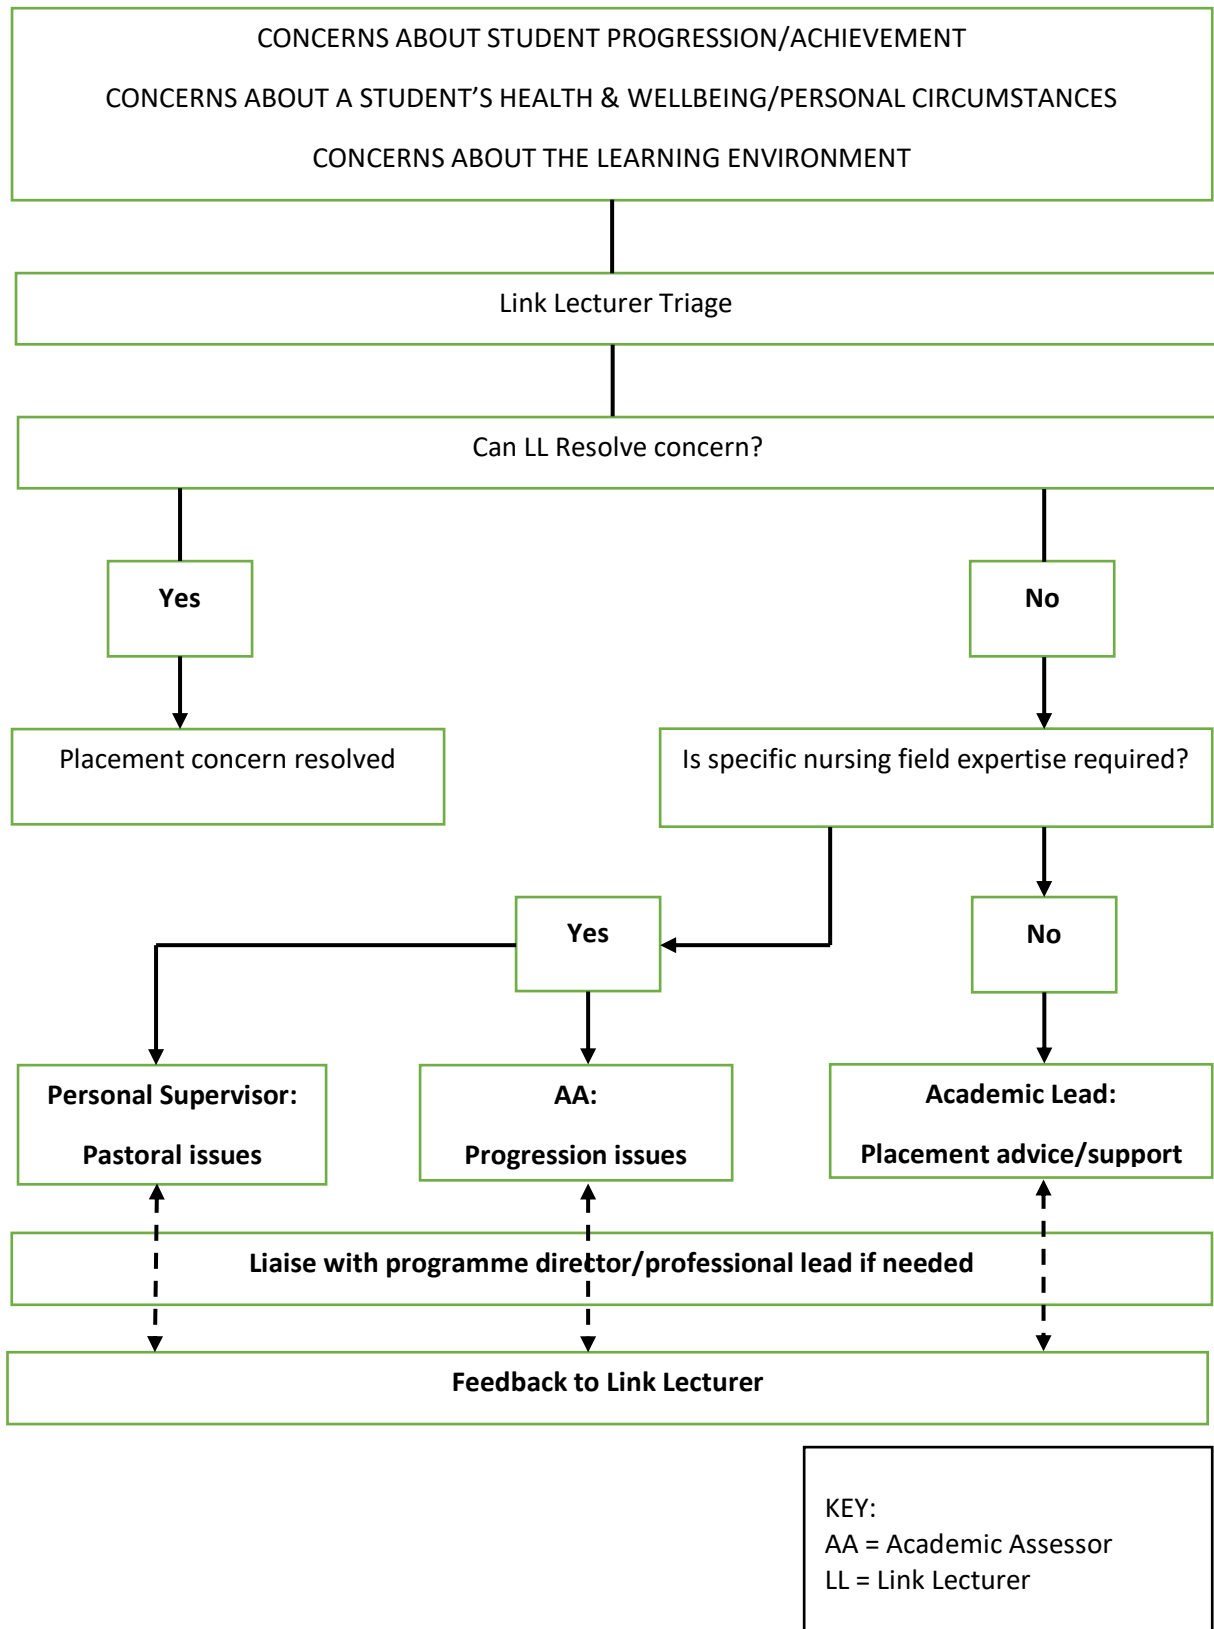 CONCERNS ABOUT STUDENT PROGRESSION/ACHIEVEMENT
CONCERNS ABOUT A STUDENT’S HEALTH & WELLBEING/PERSONAL CIRCUMSTANCES
CONCERNS ABOUT THE LEARNING ENVIRONMENT
Link Lecturer Triage
Can LL Resolve concern?
Yes
No
Placement concern resolved
Is specific nursing field expertise required?
Yes
No
Personal Supervisor:
Pastoral issues
AA:
Progression issues
Academic Lead:
Placement advice/support
Liaise with programme director/professional lead if needed
Feedback to Link Lecturer
KEY:
AA = Academic Assessor
LL = Link Lecturer